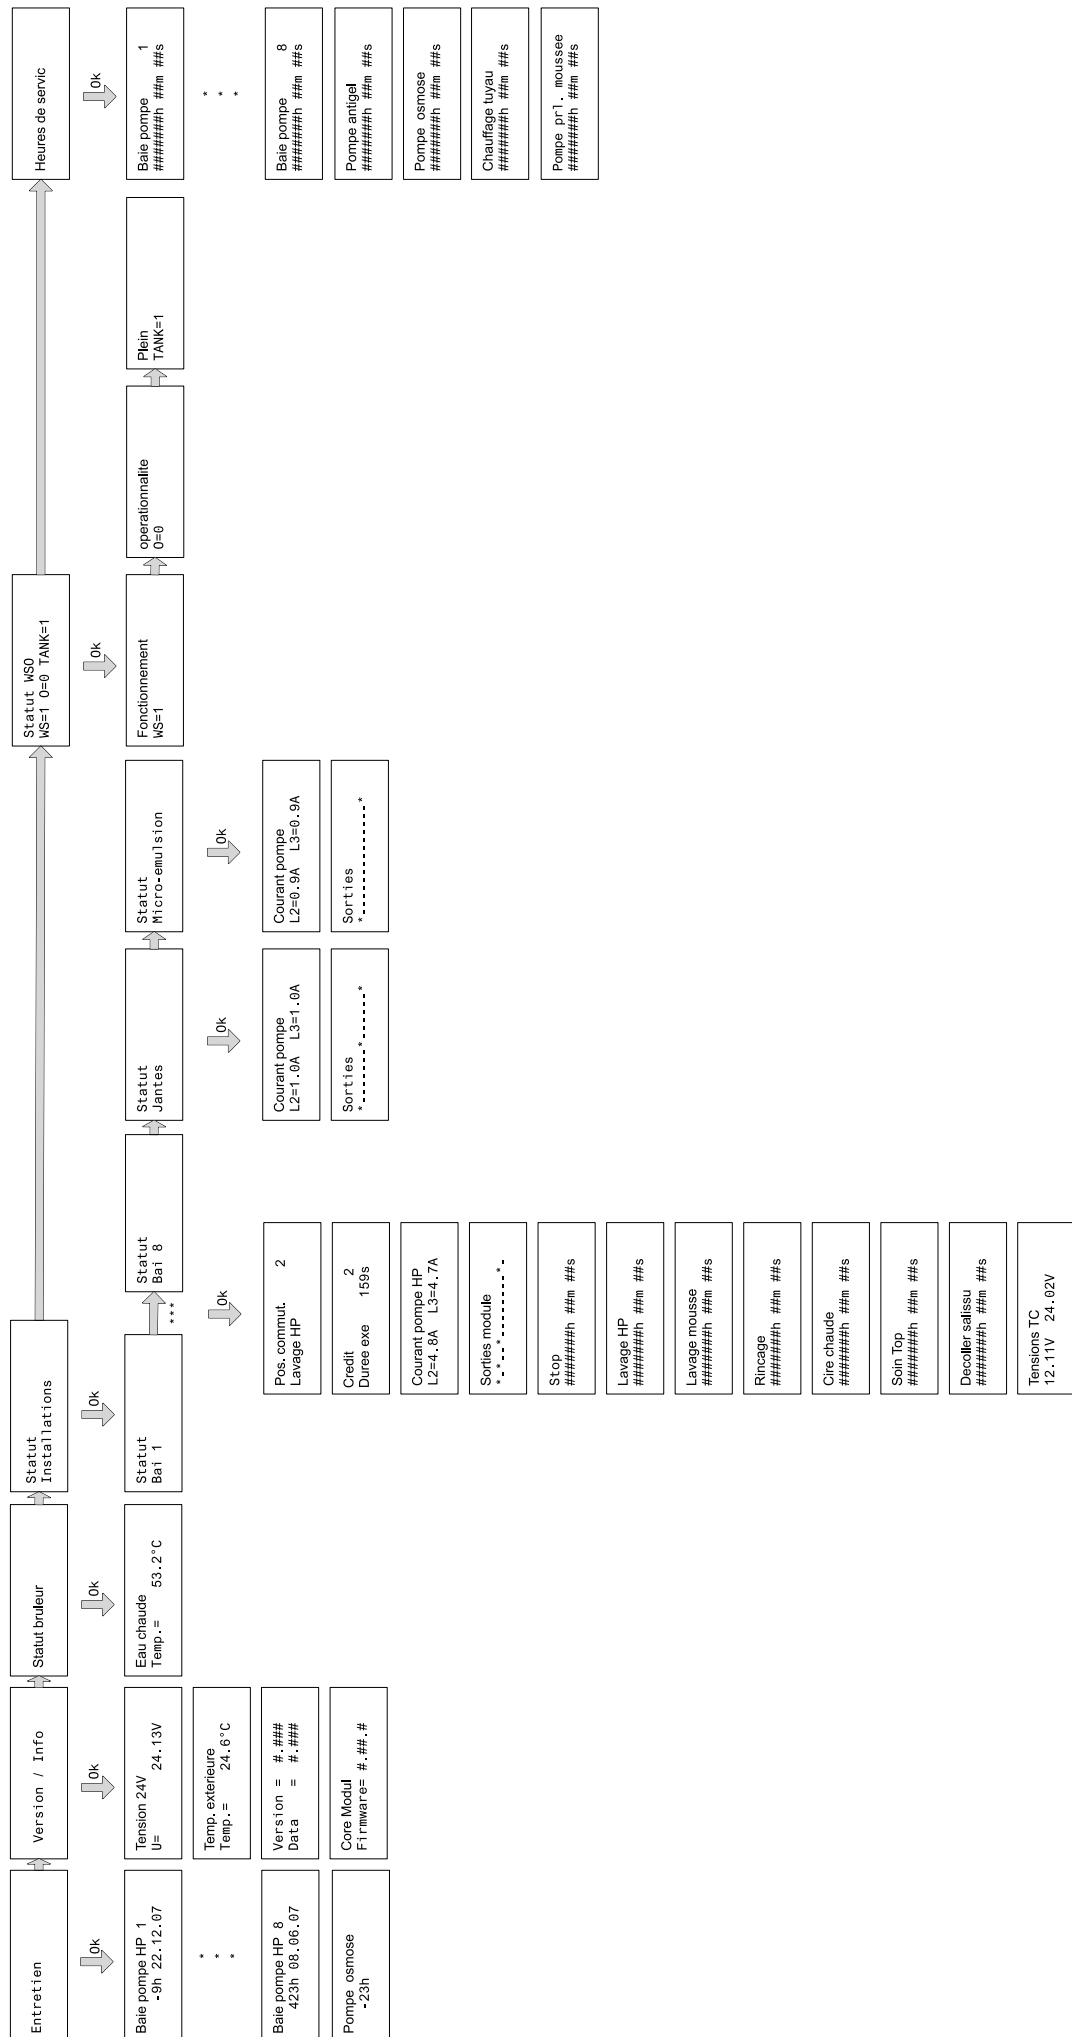 Entretien
Ok
Baie pompe HP 1
-9h 22.12.07
*
*
*
Baie pompe HP 8
423h 08.06.07
Pompe osmose
-23h
Version / Info
Ok
Tension 24V
U= 24.13V
Temp. exterieure
Temp.= 24.6°C
Version = #.###
Data = #.###
Core Modul
Firmware= #.##.#
Statut bruleur
Ok
Eau chaude
Temp.= 53.2°C
Statut
Installations
Ok
Statut
Bai 1
***
Statut
Bai 8
Ok
Pos. commut. 2
Lavage HP
Credit 2
Duree exe 159s
Courant pompe HP
L2=4.8A L3=4.7A
Sorties module
*-*--*--------*-
Stop
#######h ##m ##s
Lavage HP
#######h ##m ##s
Lavage mousse
#######h ##m ##s
Rincage
#######h ##m ##s
Cire chaude
#######h ##m ##s
Soin Top
#######h ##m ##s
Decoller salissu
#######h ##m ##s
Tensions TC
12.11V 24.02V
Statut
Jantes
Ok
Courant pompe
L2=1.0A L3=1.0A
Sorties
*-------*------*
Statut
Micro-emulsion
Ok
Courant pompe
L2=0.9A L3=0.9A
Sorties
*--------------*
Statut WSO
WS=1 O=0 TANK=1
Ok
Fonctionnement
WS=1
operationnalite
O=0
Plein
TANK=1
Heures de servic
Ok
Baie pompe 1
#######h ##m ##s
*
*
*
Baie pompe 8
#######h ##m ##s
Pompe antigel
#######h ##m ##s
Pompe osmose
#######h ##m ##s
Chauffage tuyau
#######h ##m ##s
Pompe prl. moussee
#######h ##m ##s